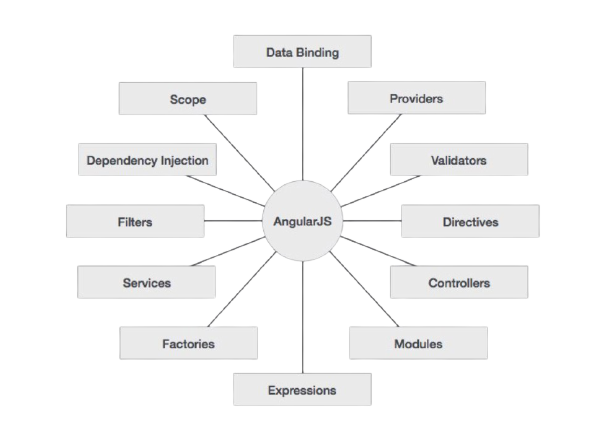 Data Binding
Scope
Providers
Dependency Injection
Validators
Filters
AngularJS
Directives
Services
Controllers
Factories
Modules
Expressions